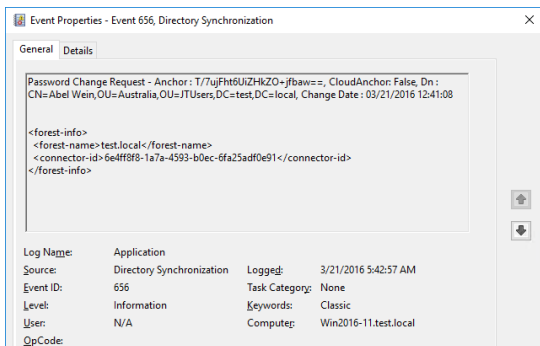 Event Properties - Event 656, Directory Synchronization
General Details
Password Change Request - Anchor : T/7ujFht6UiZHkZO+jfbaw==, CloudAnchor: False, Dn :
CN=Abel Wein,OU=Australia,OU=JTUsers,DC=test,DC=local, Change Date : 03/21/2016 12:41:08
<forest-info>
<forest-name>test.local</forest-name>
<connector-id>6e4ff8f8-1a7a-4593-b0ec-6fa25adf0e91</connector-id>
</forest-info>
Log Name: Application
Source: Directory Synchronization Logged: 3/21/2016 5:42:57 AM
Event ID: 656 Task Category: None
Level: Information Keywords: Classic
User: N/A Computer: Win2016-11.test.local
OpCode: